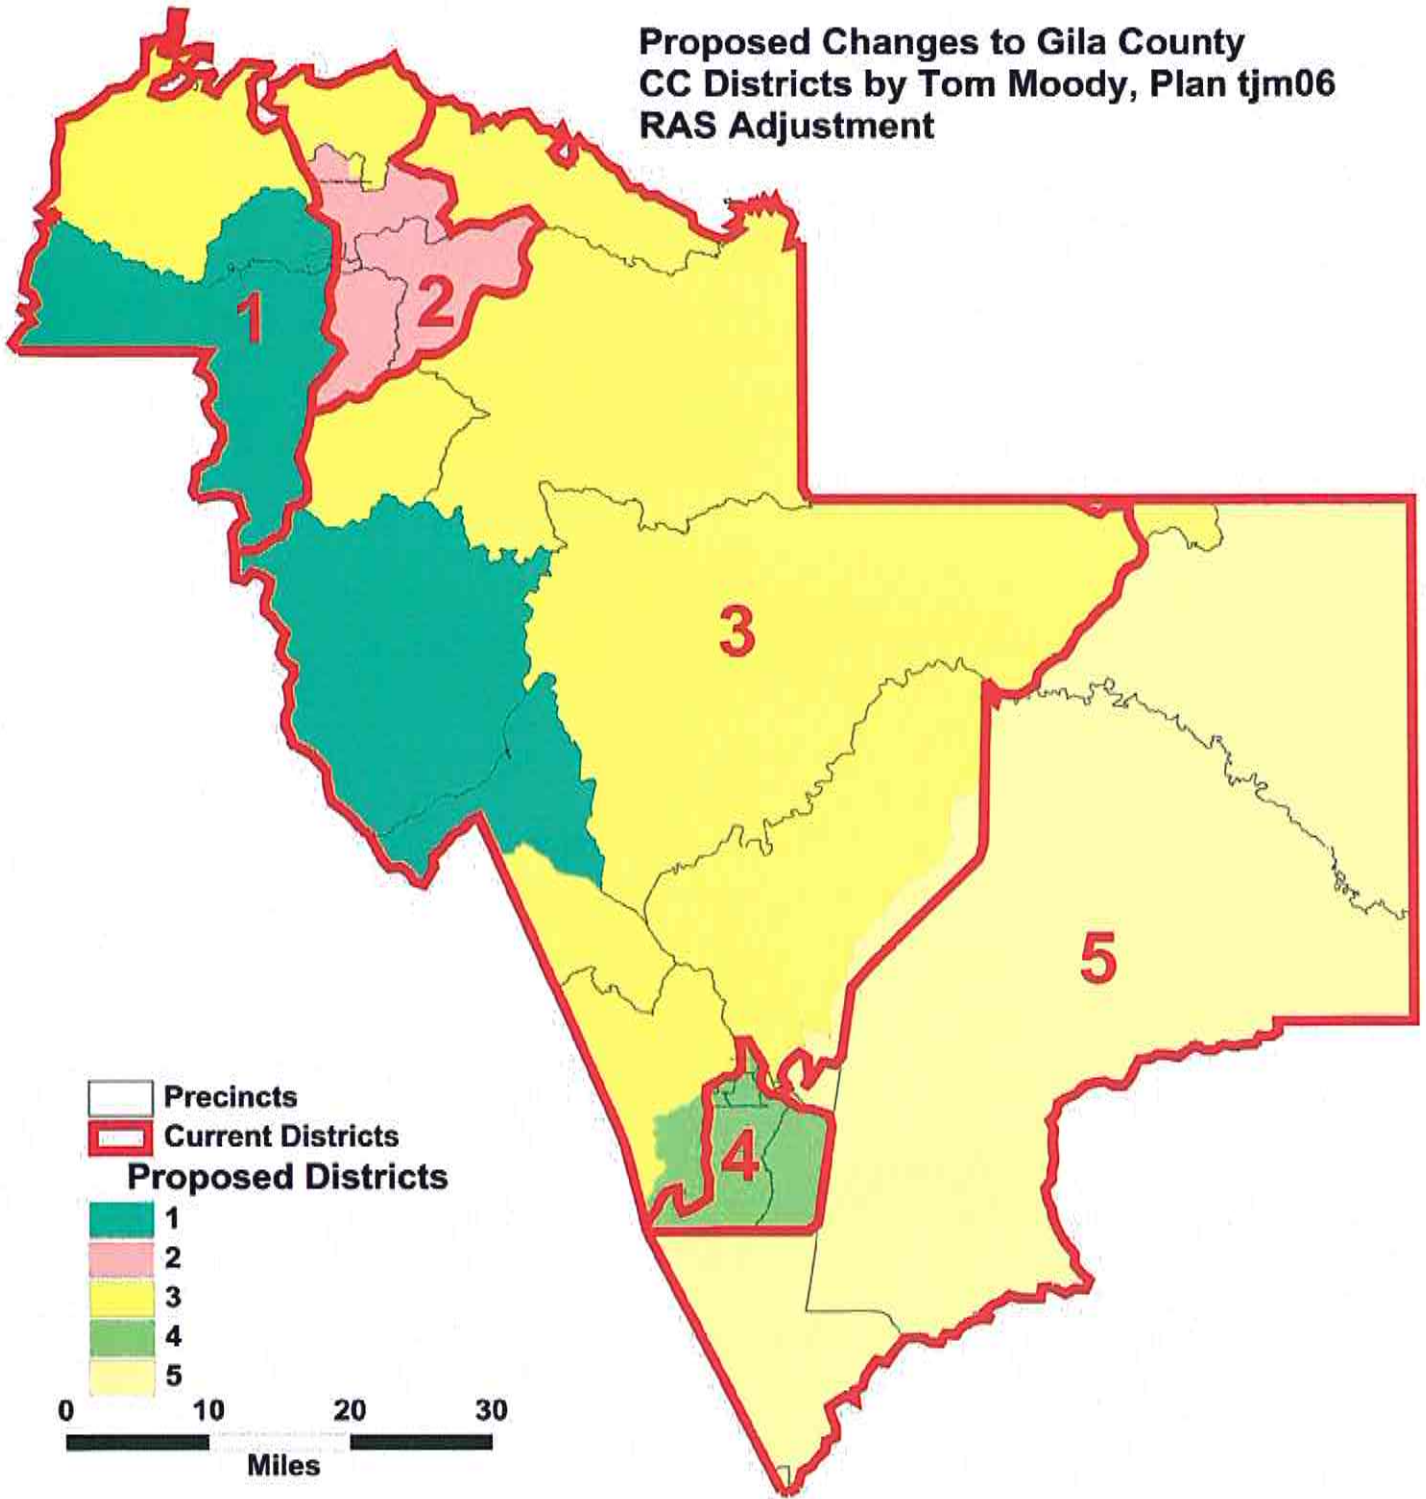 Proposed Changes to Gila County
CC Districts by Tom Moody, Plan tjm06
RAS Adjustment
1
2
3
5
4
Precincts
Current Districts
Proposed Districts
1
2
3
4
5
0 10 20 30
Miles